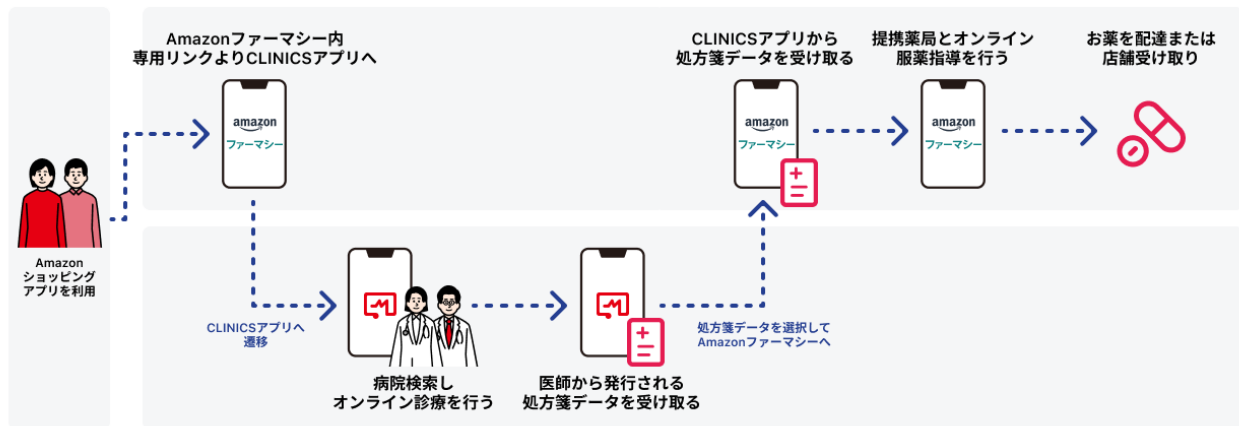 Amazon
ショッピング
アプリを利用
Amazonファーマシー内
専用リンクよりCLINICSアプリへ
amazon
ファーマシー
CLINICSアプリへ
遷移
病院検索し
オンライン診療を行う
医師から発行される
処方箋データを受け取る
処方箋データを選択して
Amazonファーマシーへ
CLINICSアプリから
処方箋データを受け取る
amazon
ファーマシー
提携薬局とオンライン
服薬指導を行う
amazon
ファーマシー
お薬を配達または
店舗受け取り